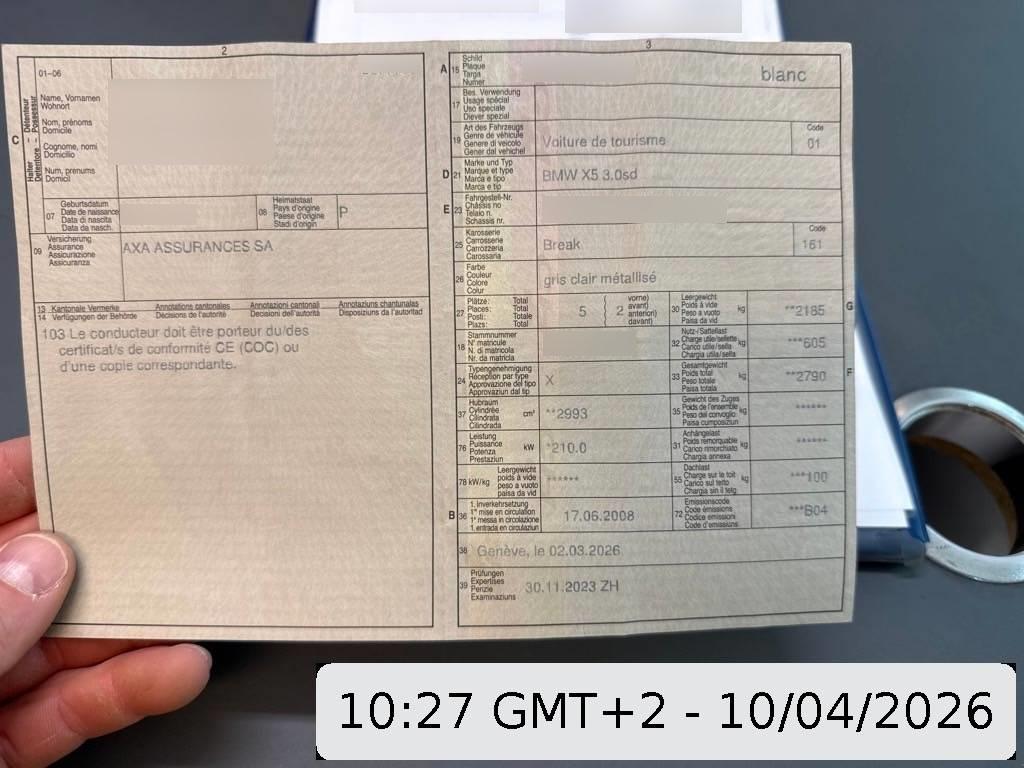 2
01-06
C
Halter
Détenteur
Detentore
Possessur
Name, Vornamen
Wohnort
Nom, prénoms
Domicile
Cognome, nomi
Domicilio
Num, prenums
Domicil
07
Geburtsdatum
Date de naissance
Data di nascita
Data da nasch.
08
Heimatstaat
Pays d'origine
Paese d'origine
Stadi d'origin
P
09
Versicherung
Assurance
Assicurazione
Assicuranza
AXA ASSURANCES SA
13 Kantonale Vermerke Annotations cantonales Annotazioni cantonali Annotaziuns chantunalas
14 Verfügungen der Behörde Décisions de l'autorité Decisioni dell'autorità Disposiziuns da l'autoritad
103 Le conducteur doit être porteur du/des
certificat/s de conformité CE (COC) ou
d'une copie correspondante.
3
A 15
Schild
Plaque
Targa
Numer
blanc
17
Bes. Verwendung
Usage spécial
Uso speciale
Diever spezial
19
Art des Fahrzeugs
Genre de véhicule
Genere di veicolo
Gener dal vehichel
Voiture de tourisme
Code
01
D 21
Marke und Typ
Marque et type
Marca e tipo
Marca e tip
BMW X5 3.0sd
E 23
Fahrgestell-Nr.
Châssis no
Telaio n.
Schassis nr.
25
Karosserie
Carrosserie
Carrozzeria
Carossaria
Break
Code
161
26
Farbe
Couleur
Colore
Colur
gris clair métallisé
27
Plätze: Total
Places: Total
Posti: Totale
Plazs: Total
5 ( 2
vorne)
avant)
anteriori)
davant)
30
Leergewicht
Poids à vide
Peso a vuoto
Paisa da vid
kg
**2185
G
18
Stammnummer
N° matricule
N. di matricola
Nr. da matricla
32
Nutz-/Sattellast
Charge utile/sellette
Carico utile/sella
Chargia utila/sella
kg
***605
24
Typengenehmigung
Réception par type
Approvazione del tipo
Approvaziun dal tip
X
33
Gesamtgewicht
Poids total
Peso totale
Paisa totala
kg
**2790
F
37
Hubraum
Cylindrée
Cilindrata
Cilindrada
cm³
**2993
35
Gewicht des Zuges
Poids de l'ensemble
Peso del convoglio
Paisa cumposiziun
kg
******
76
Leistung
Puissance
Potenza
Prestaziun
kW
*210.0
31
Anhängelast
Poids remorquable
Carico rimorchiato
Chargia annexa
kg
******
78 kW/kg
Leergewicht
poids à vide
peso a vuoto
paisa da vid
******
55
Dachlast
Charge sur le toit
Carico sul tetto
Chargia sin il tetg
kg
***100
B 36
1. Inverkehrsetzung
1re mise en circulation
1a messa in circolazione
1. entrada en circulaziun
17.06.2008
72
Emissionscode
Code émissions
Codice emissioni
Code d'emissiuns
***B04
38 Genève, le 02.03.2026
39
Prüfungen
Expertises
Perizie
Examinaziuns
30.11.2023 ZH
10:27 GMT+2 - 10/04/2026